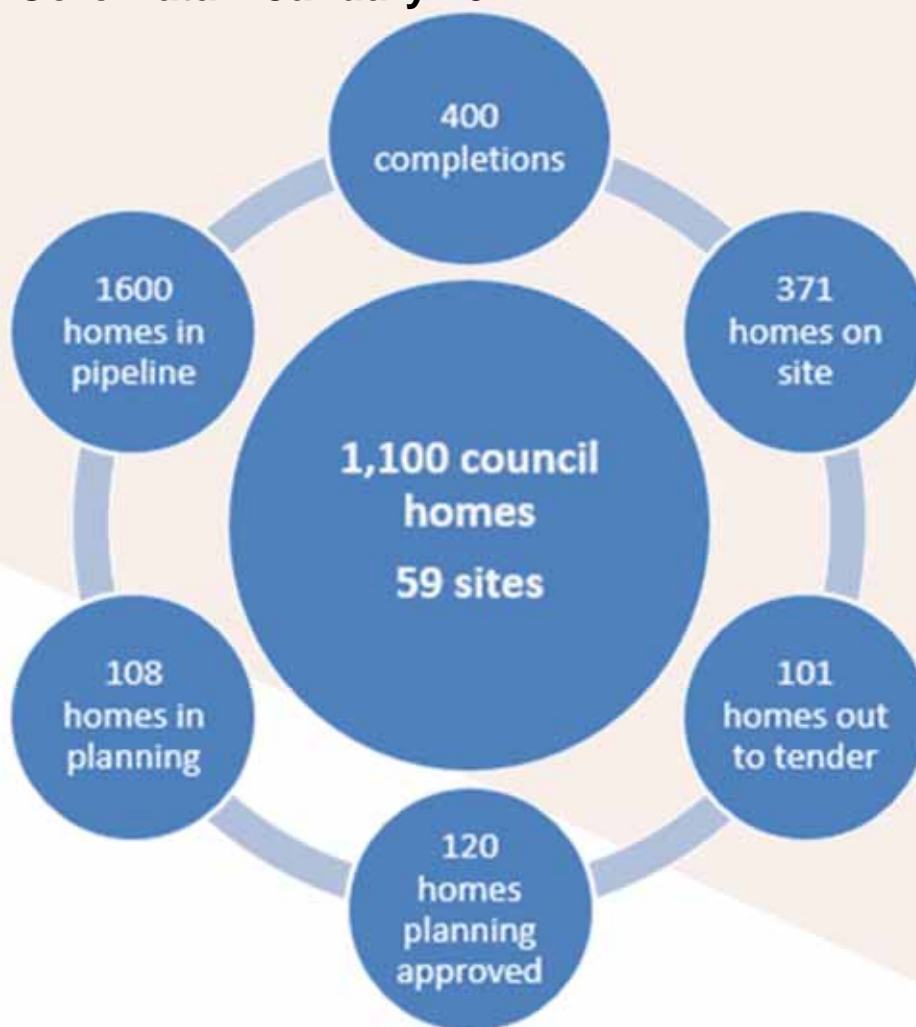 400
completions
1600
homes in
pipeline
371
homes on
site
1,100 council
homes
59 sites
108
homes in
planning
101
homes out
to tender
120
homes
planning
approved